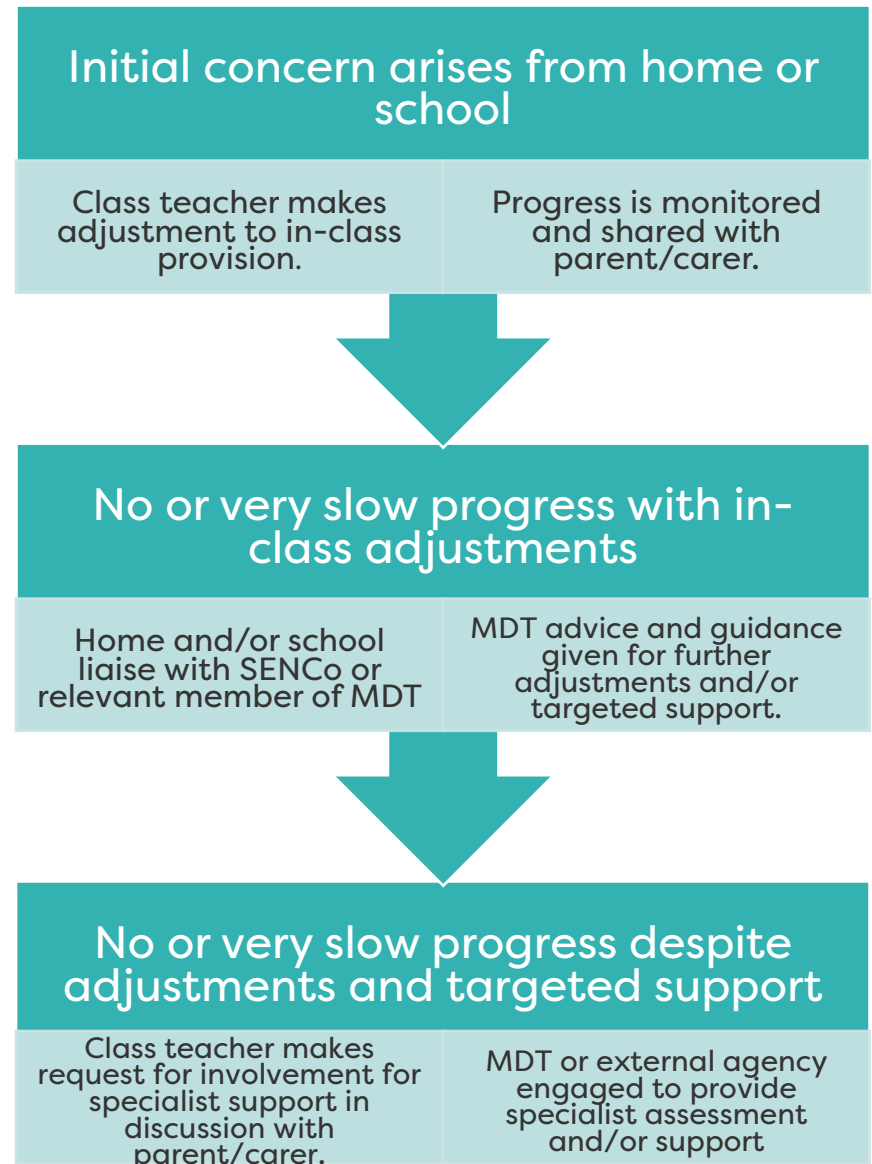 Initial concern arises from home or
school
Class teacher makes
adjustment to in-class
provision.
Progress is monitored
and shared with
parent/carer.
No or very slow progress with in-
class adjustments
Home and/or school
liaise with SENCo or
relevant member of MDT
MDT advice and guidance
given for further
adjustments and/or
targeted support.
No or very slow progress despite
adjustments and targeted support
Class teacher makes
request for involvement for
specialist support in
discussion with
parent/carer.
MDT or external agency
engaged to provide
specialist assessment
and/or support